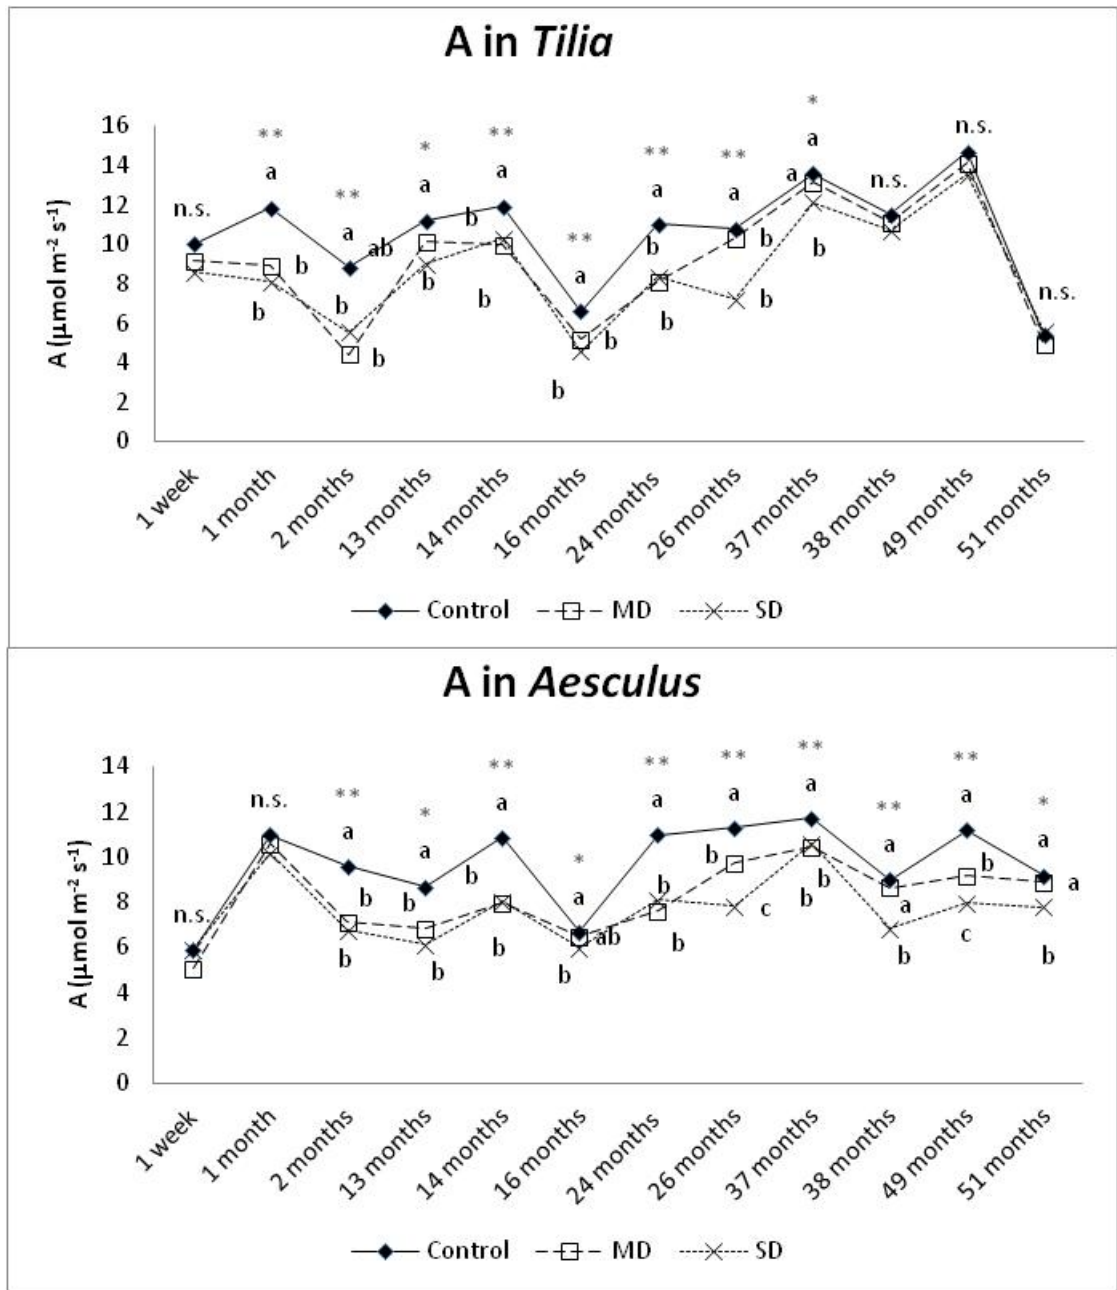 A in Tilia
A (μmol m⁻² s⁻¹)
*
16 n.s.
** **
a
* ** **
14 a a a
n.s.
a a a
**
12 n.s.
b
a b
10 ab ** b
b a
8 b n.s.
b b b b
b b
6 b
b
4
b
2
0
1 week 1 month 2 months 13 months 14 months 16 months 24 months 26 months 37 months 38 months 49 months 51 months
Control MD SD
A in Aesculus
A (μmol m⁻² s⁻¹)
14 ** ** ** ** **
a a
** * ** *
12 n.s. a a a
a a a a
b b
10 * b
b b b a
8 b a b a
n.s. c
6 b b ab b c
b b b b b
4
2
0
1 week 1 month 2 months 13 months 14 months 16 months 24 months 26 months 37 months 38 months 49 months 51 months
Control MD SD